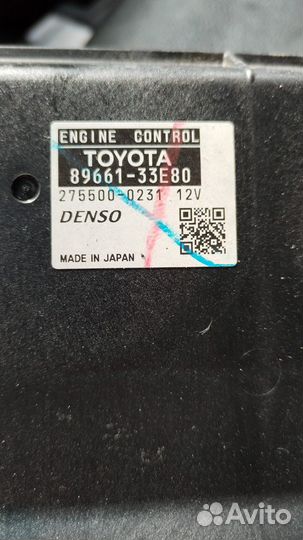 ENGINE CONTROL
TOYOTA
89661-33E80
275500-0231 12V
DENSO
MADE IN JAPAN
Avito